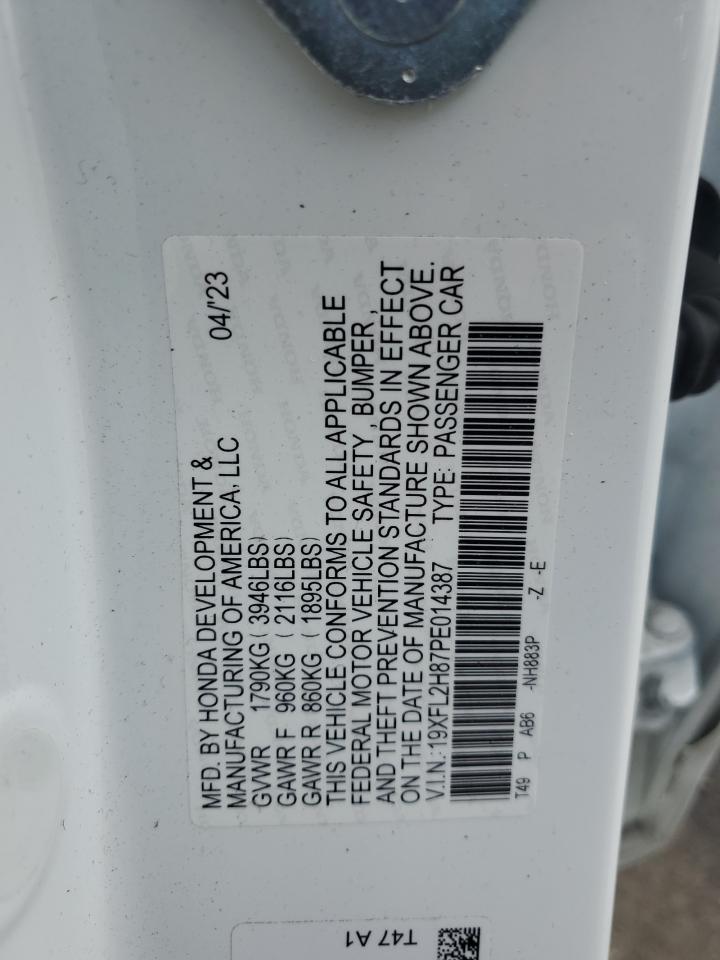 MFD. BY HONDA DEVELOPMENT & 04/'23
MANUFACTURING OF AMERICA, LLC
GVWR 1790KG ( 3946LBS)
GAWR F 960KG ( 2116LBS)
GAWR R 860KG ( 1895LBS)
THIS VEHICLE CONFORMS TO ALL APPLICABLE
FEDERAL MOTOR VEHICLE SAFETY , BUMPER ,
AND THEFT PREVENTION STANDARDS IN EFFECT
ON THE DATE OF MANUFACTURE SHOWN ABOVE.
V.I.N.:19XFL2H87PE014387 TYPE: PASSENGER CAR
T49 P AB6 -NH883P -Z -E
T47 A1